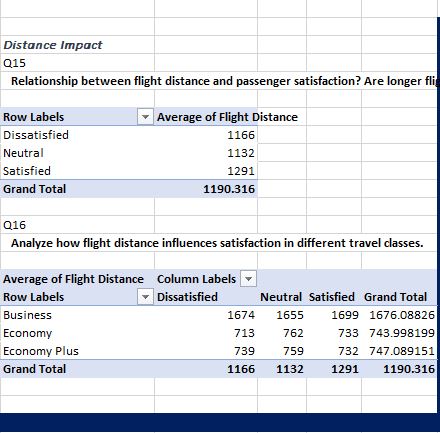 Distance Impact
Q15
Relationship between flight distance and passenger satisfaction? Are longer
Row Labels Average of Flight Distance
Dissatisfied 1166
Neutral 1132
Satisfied 1291
Grand Total 1190.316
Q16
Analyze how flight distance influences satisfaction in different travel classes.
Average of Flight Distance Column Labels
Row Labels Dissatisfied Neutral Satisfied Grand Total
Business 1674 1655 1699 1676.08826
Economy 713 762 733 743.998199
Economy Plus 739 759 732 747.089151
Grand Total 1166 1132 1291 1190.316